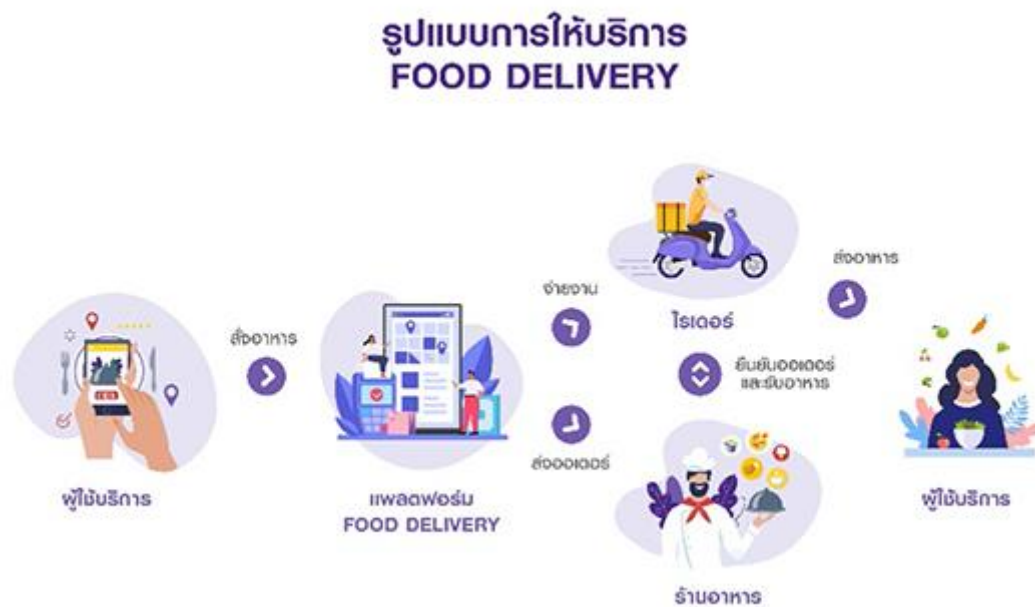 รูปแบบการให้บริการ
FOOD DELIVERY
สั่งอาหาร
จ่ายงาน
ส่งอาหาร
ไรเดอร์
ยืนยันออเดอร์
และรับอาหาร
ส่งออเดอร์
ผู้ใช้บริการ
แพลตฟอร์ม
FOOD DELIVERY
ผู้ใช้บริการ
ร้านอาหาร